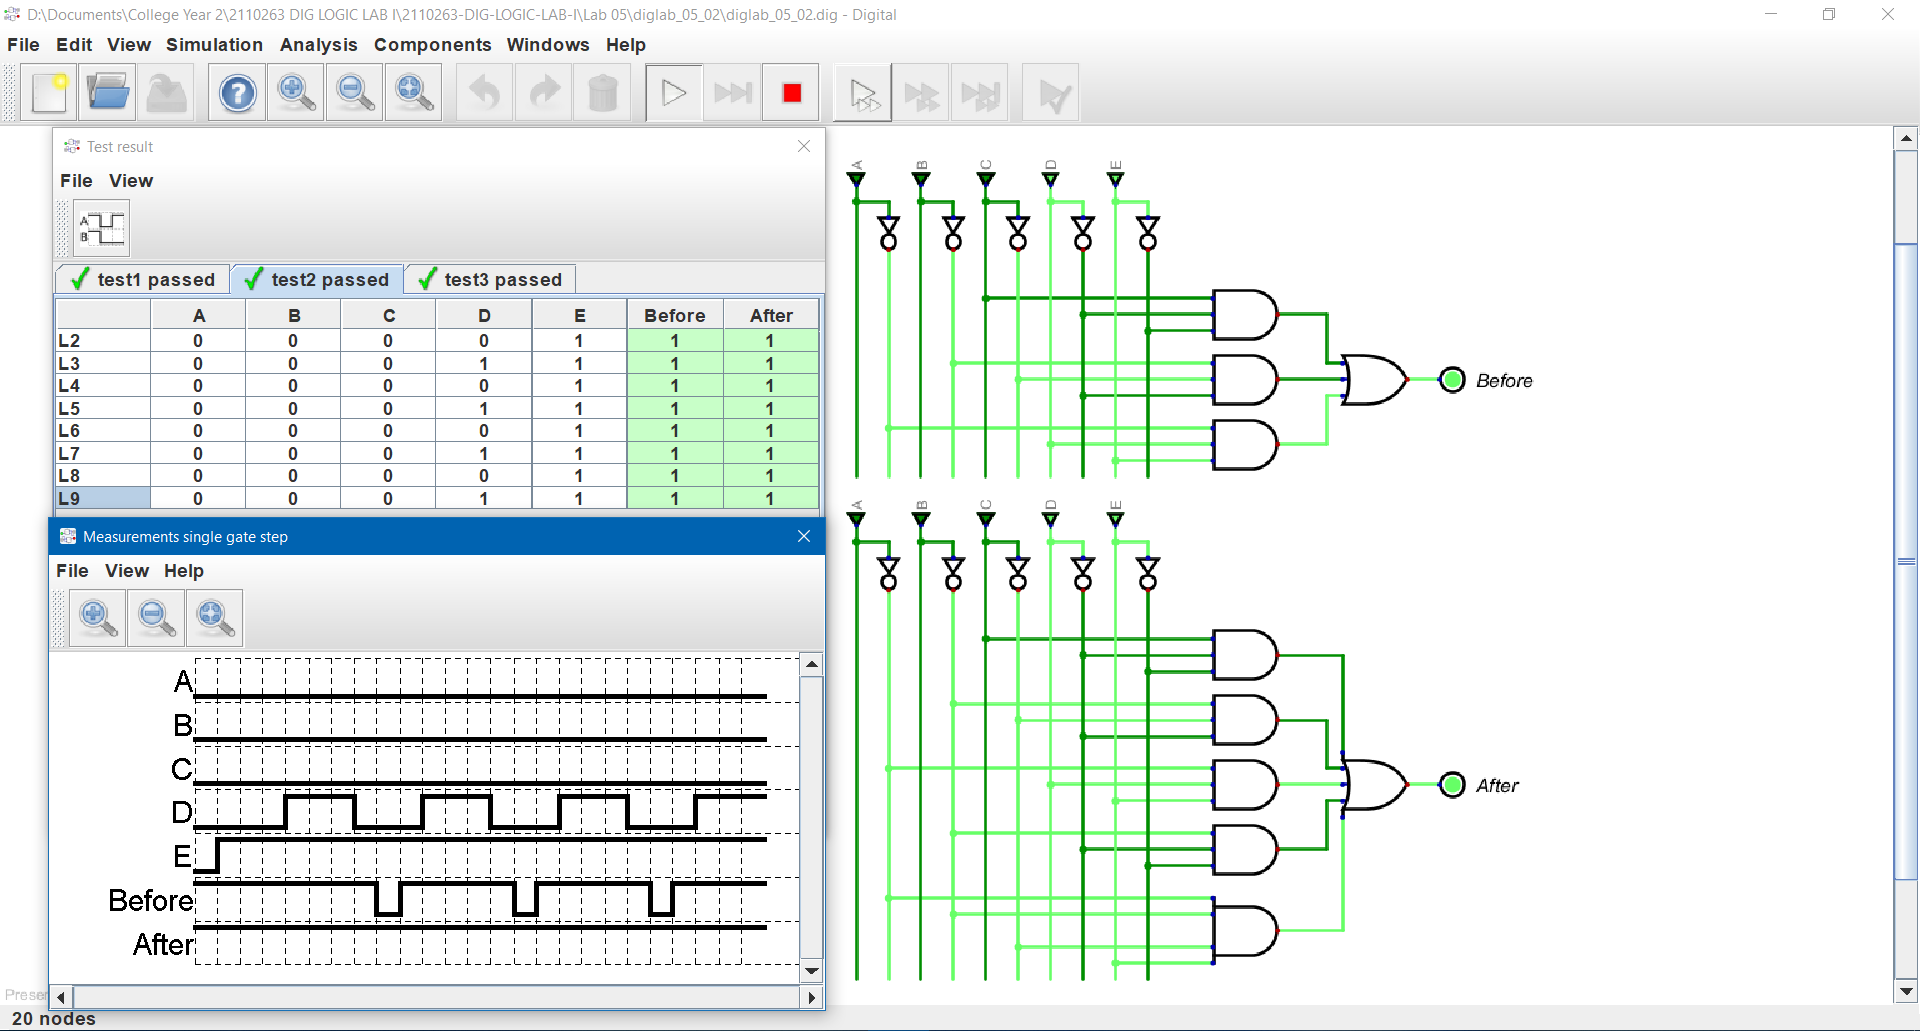 D:\Documents\College Year 2\2110263 DIG LOGIC LAB I\2110263-DIG-LOGIC-LAB-I\Lab 05\diglab_05_02\diglab_05_02.dig - Digital
File Edit View Simulation Analysis Components Windows Help
Test result
File View
A
B
test1 passed test2 passed test3 passed
A B C D E Before After
L2 0 0 0 0 1 1 1
L3 0 0 0 1 1 1 1
L4 0 0 0 0 1 1 1
L5 0 0 0 1 1 1 1
L6 0 0 0 0 1 1 1
L7 0 0 0 1 1 1 1
L8 0 0 0 0 1 1 1
L9 0 0 0 1 1 1 1
Measurements single gate step
File View Help
A
B
C
D
E
Before
After
A B C D E
Before
A B C D E
After
20 nodes